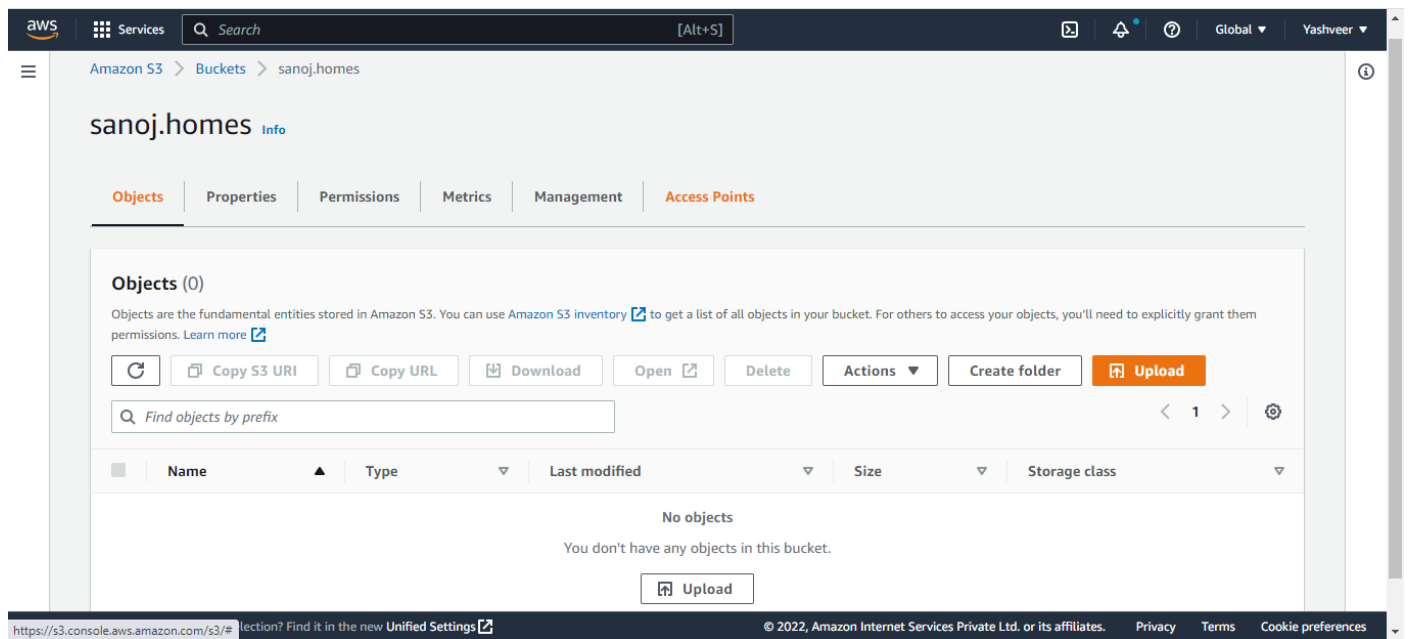 aws Services Search [Alt+S] Global ▼ Yashveer ▼
Amazon S3 > Buckets > sanoj.homes
sanoj.homes Info
Objects Properties Permissions Metrics Management Access Points
Objects (0)
Objects are the fundamental entities stored in Amazon S3. You can use Amazon S3 inventory to get a list of all objects in your bucket. For others to access your objects, you'll need to explicitly grant them
permissions. Learn more
Copy S3 URI Copy URL Download Open Delete Actions ▼ Create folder Upload
Find objects by prefix < 1 >
Name ▲ Type Last modified Size Storage class
No objects
You don't have any objects in this bucket.
Upload
https://s3.console.aws.amazon.com/s3/# lection? Find it in the new Unified Settings © 2022, Amazon Internet Services Private Ltd. or its affiliates. Privacy Terms Cookie preferences